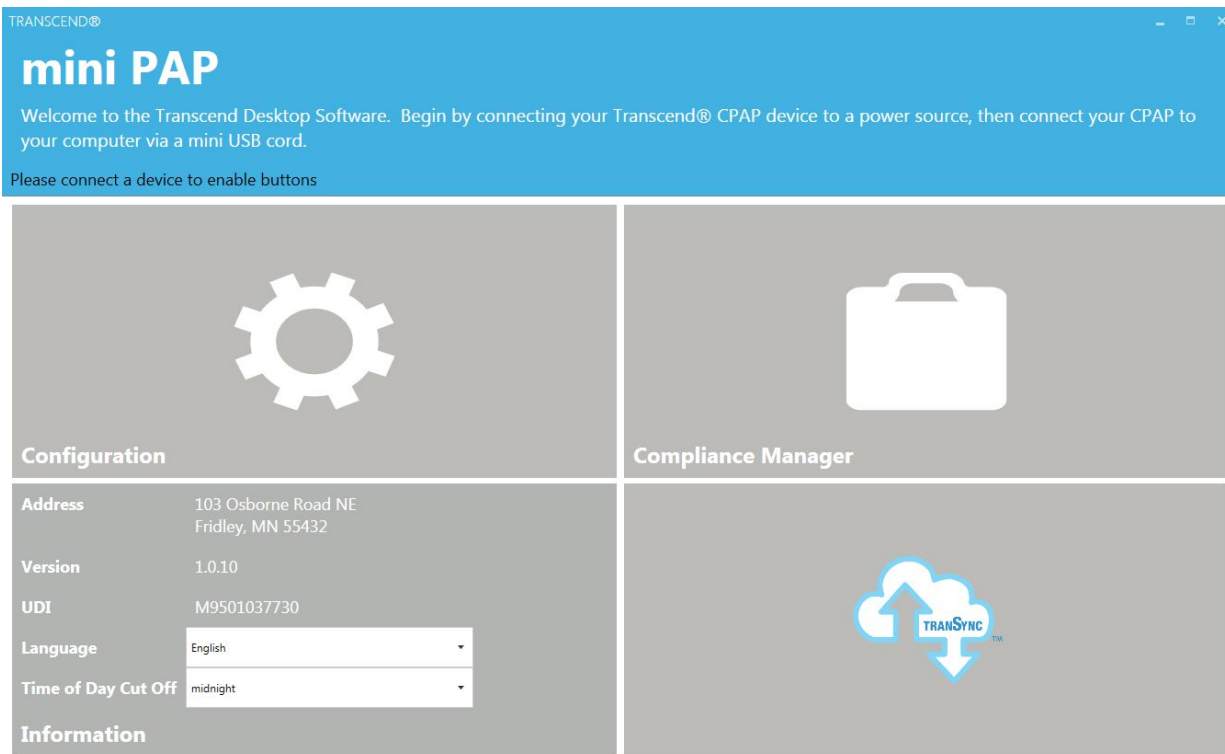 TRANSCEND®
mini PAP
Welcome to the Transcend Desktop Software. Begin by connecting your Transcend® CPAP device to a power source, then connect your CPAP to
your computer via a mini USB cord.
Please connect a device to enable buttons
Configuration
Compliance Manager
Address 103 Osborne Road NE
Fridley, MN 55432
Version 1.0.10
UDI M9501037730
Language English
Time of Day Cut Off midnight
Information
TRANSYNC TM